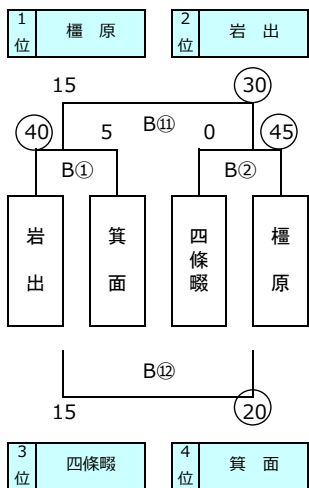 1位 橿原 2位 岩出
15 30
B⑪
40 5 0 45
B① B②
岩出 箕面 四條畷 橿原
B⑫
15 20
3位 四條畷 4位 箕面